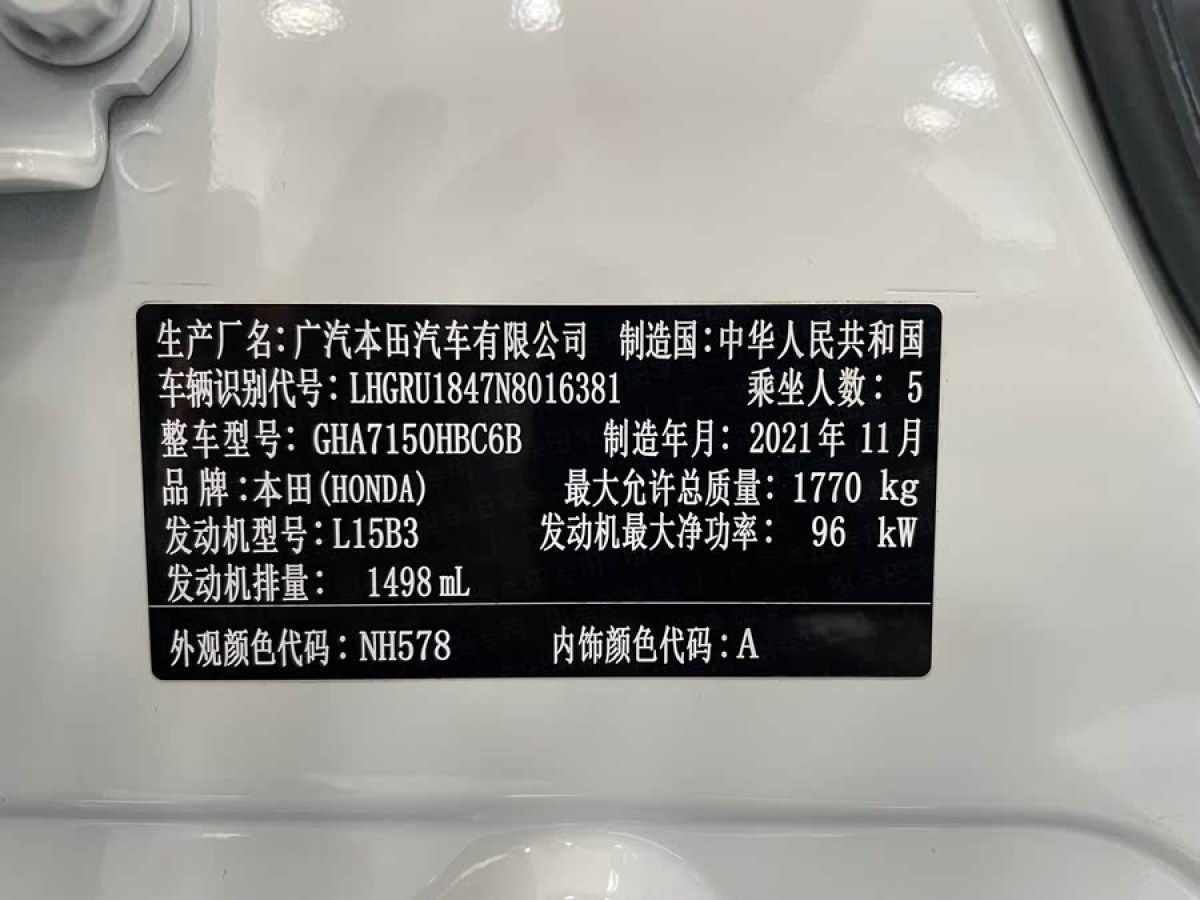 生产厂名:广汽本田汽车有限公司 制造国:中华人民共和国
车辆识别代号: LHGRU1847N8016381 乘坐人数: 5
整车型号: GHA7150HBC6B 制造年月: 2021年 11月
品 牌:本田(HONDA) 最大允许总质量: 1770 kg
发动机型号: L15B3 发动机最大净功率: 96 kW
发动机排量: 1498 mL
外观颜色代码: NH578 内饰颜色代码: A